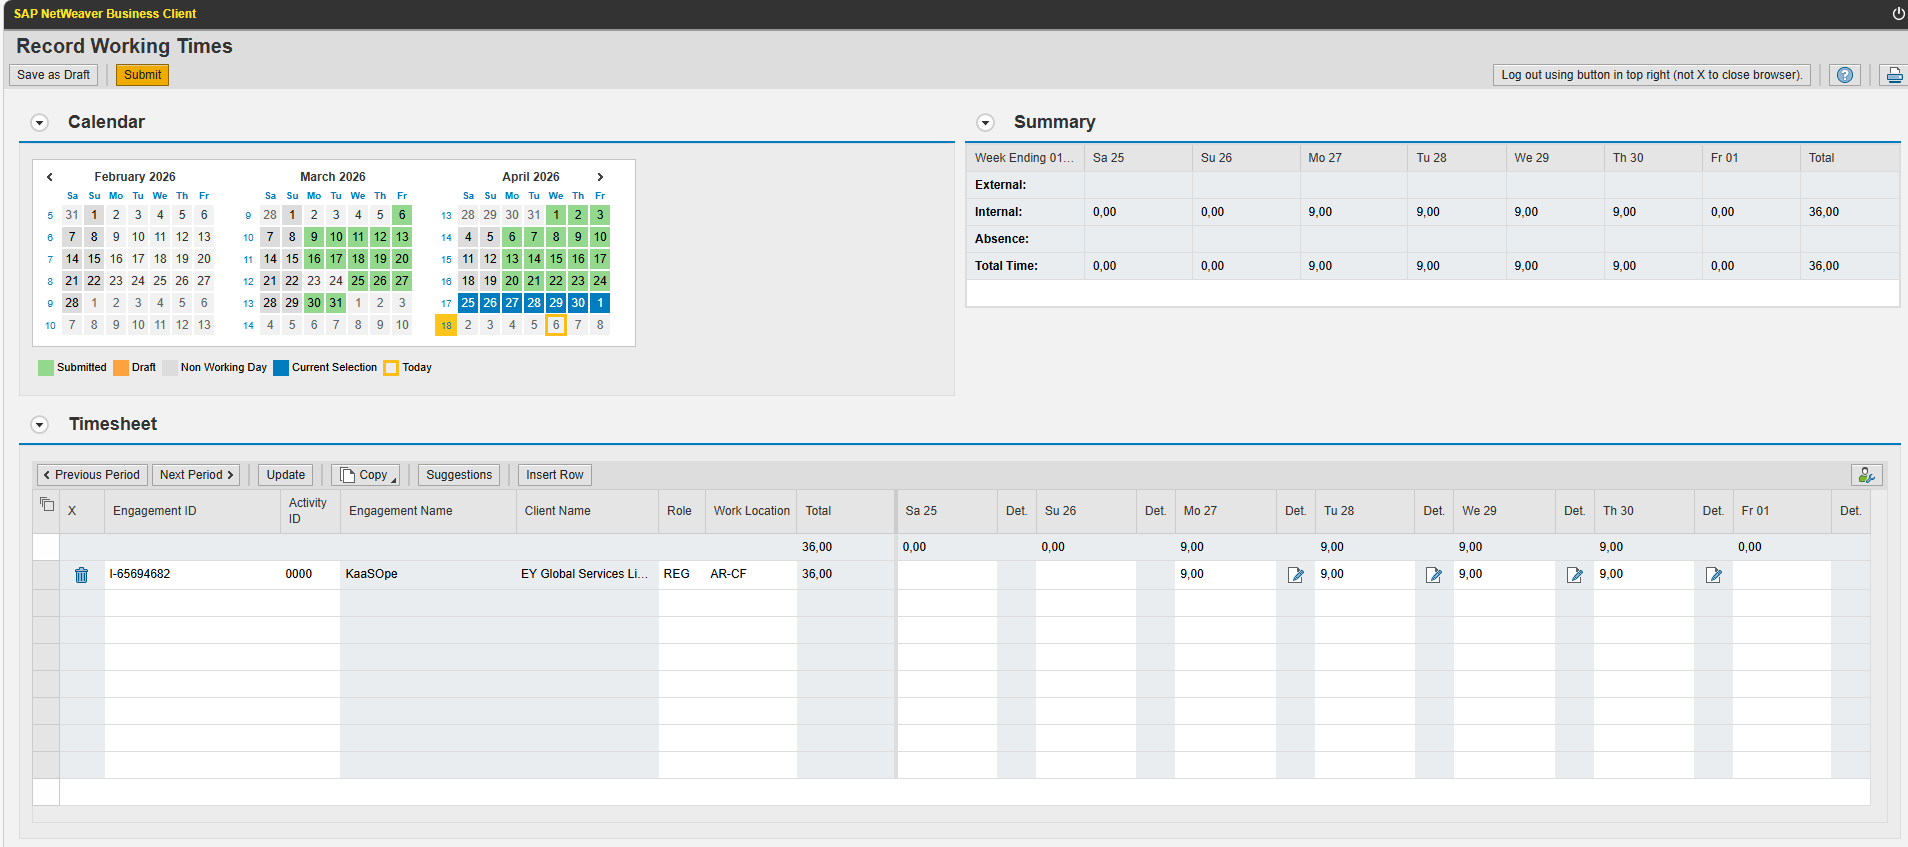 SAP NetWeaver Business Client
Record Working Times
Save as Draft Submit Log out using button in top right (not X to close browser).
Calendar
February 2026 March 2026 April 2026
Sa Su Mo Tu We Th Fr Sa Su Mo Tu We Th Fr Sa Su Mo Tu We Th Fr
5 31 1 2 3 4 5 6 9 28 1 2 3 4 5 6 13 28 29 30 31 1 2 3
6 7 8 9 10 11 12 13 10 7 8 9 10 11 12 13 14 4 5 6 7 8 9 10
7 14 15 16 17 18 19 20 11 14 15 16 17 18 19 20 15 11 12 13 14 15 16 17
8 21 22 23 24 25 26 27 12 21 22 23 24 25 26 27 16 18 19 20 21 22 23 24
9 28 1 2 3 4 5 6 13 28 29 30 31 1 2 3 17 25 26 27 28 29 30 1
10 7 8 9 10 11 12 13 14 4 5 6 7 8 9 10 18 2 3 4 5 6 7 8
Submitted Draft Non Working Day Current Selection Today
Summary
Week Ending 01... Sa 25 Su 26 Mo 27 Tu 28 We 29 Th 30 Fr 01 Total
External:
Internal: 0,00 0,00 9,00 9,00 9,00 9,00 0,00 36,00
Absence:
Total Time: 0,00 0,00 9,00 9,00 9,00 9,00 0,00 36,00
Timesheet
Previous Period Next Period Update Copy Suggestions Insert Row
X Engagement ID Activity ID Engagement Name Client Name Role Work Location Total Sa 25 Det. Su 26 Det. Mo 27 Det. Tu 28 Det. We 29 Det. Th 30 Det. Fr 01 Det.
36,00 0,00 0,00 9,00 9,00 9,00 9,00 0,00
I-65694682 0000 KaaSOpe EY Global Services Li... REG AR-CF 36,00 9,00 9,00 9,00 9,00